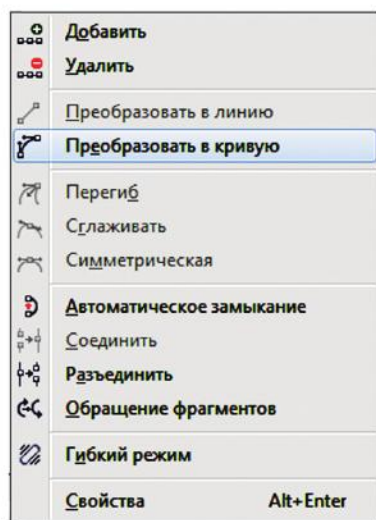 Добавить
Удалить
Преобразовать в линию
Преобразовать в кривую
Перегиб
Сглаживать
Симметрическая
Автоматическое замыкание
Соединить
Разъединить
Обращение фрагментов
Гибкий режим
Свойства Alt+Enter